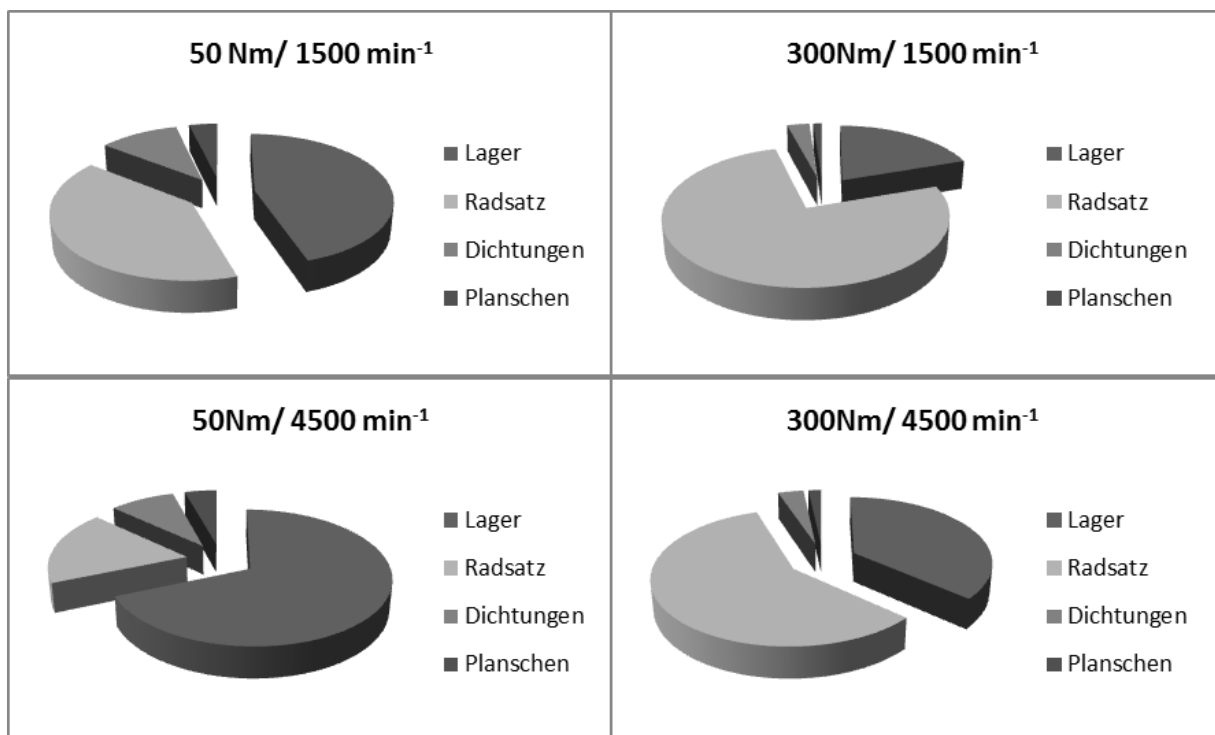 50 Nm/ 1500 min⁻¹
Lager
Radsatz
Dichtungen
Planschen
300Nm/ 1500 min⁻¹
Lager
Radsatz
Dichtungen
Planschen
50Nm/ 4500 min⁻¹
Lager
Radsatz
Dichtungen
Planschen
300Nm/ 4500 min⁻¹
Lager
Radsatz
Dichtungen
Planschen